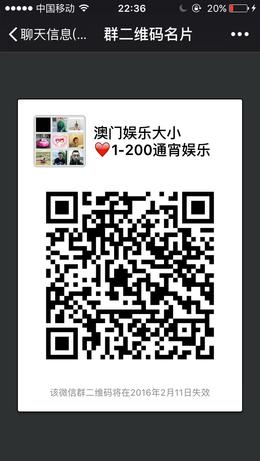 中国移动 22:36 20%
聊天信息(... 群二维码名片
澳门娱乐大小
❤️1-200通宵娱乐
该微信群二维码将在2016年2月11日失效